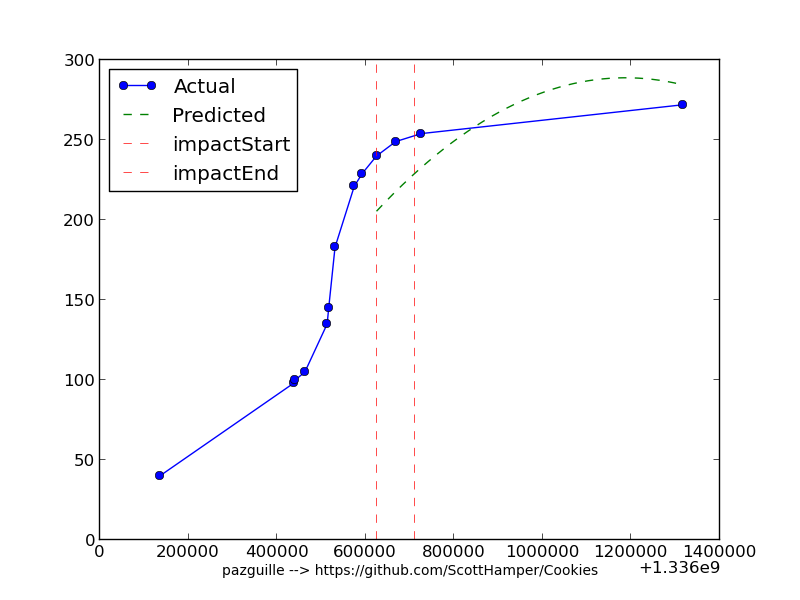 300
250
200
150
100
50
0
Actual
Predicted
impactStart
impactEnd
0 200000 400000 600000 800000 1000000 1200000 1400000
+1.336e9
pazguille --> https://github.com/ScottHamper/Cookies